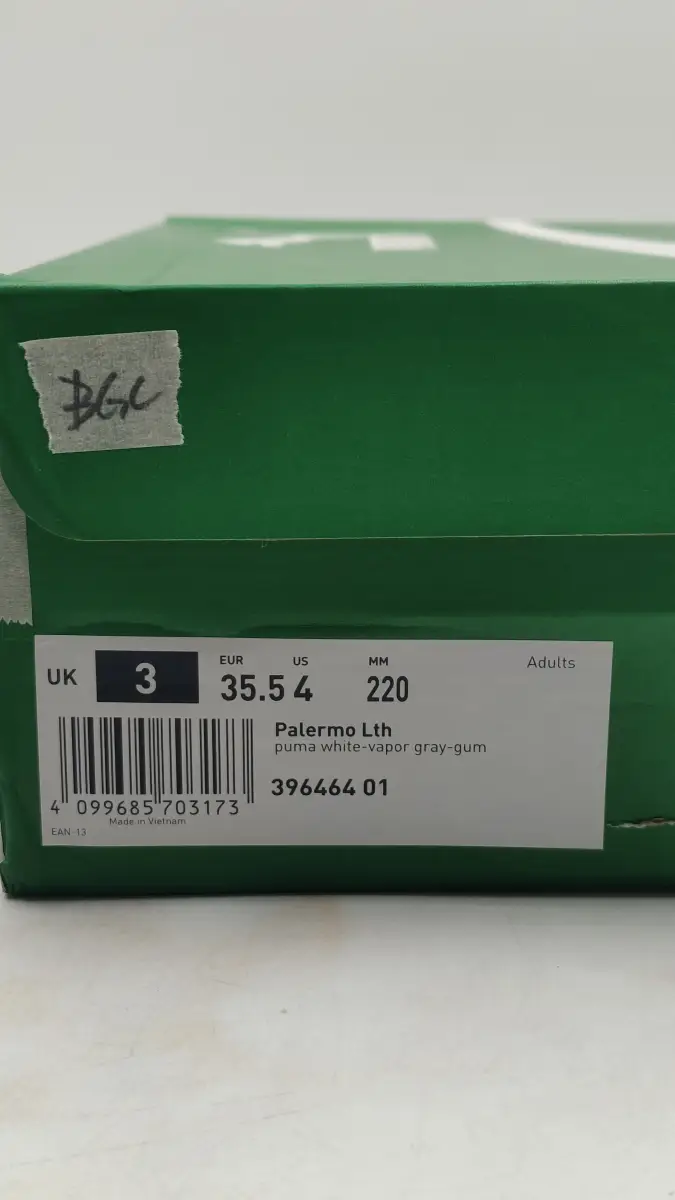 BGC
UK 3
EUR US MM
35.5 4 220
Adults
Palermo Lth
puma white-vapor gray-gum
396464 01
4 099685 703173
Made in Vietnam
EAN-13